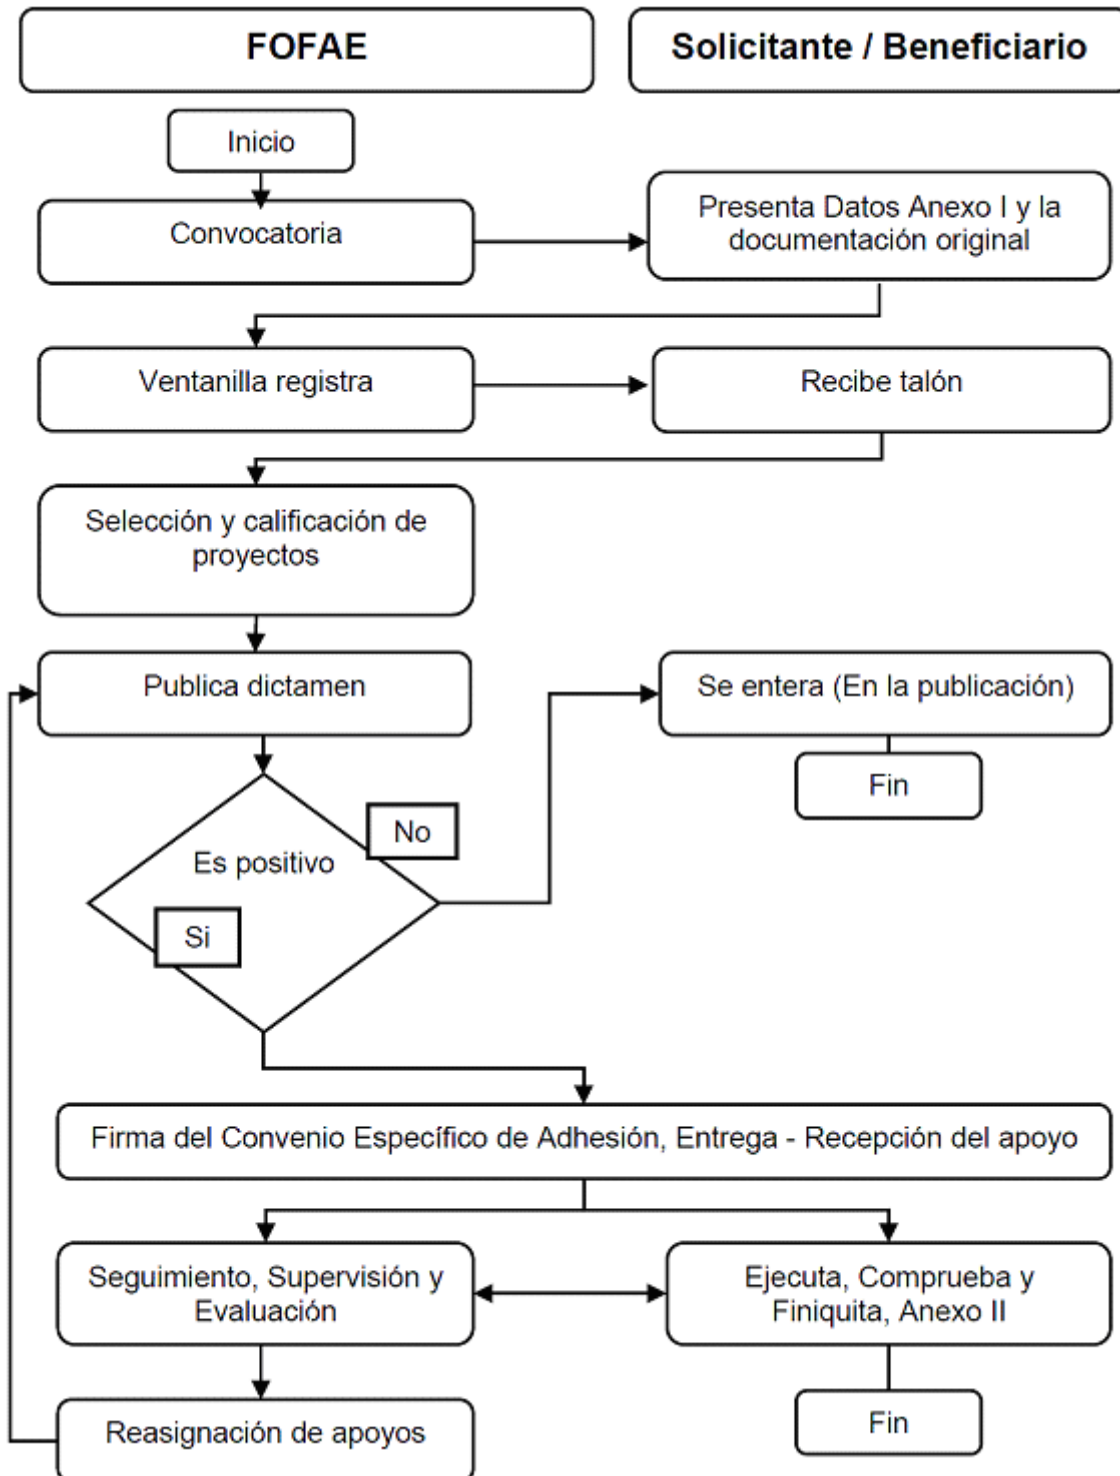 FOFAE
Solicitante / Beneficiario
Inicio
Convocatoria
Presenta Datos Anexo I y la
documentación original
Ventanilla registra
Recibe talón
Selección y calificación de
proyectos
Publica dictamen
Se entera (En la publicación)
Fin
No
Es positivo
Si
Firma del Convenio Específico de Adhesión, Entrega - Recepción del apoyo
Seguimiento, Supervisión y
Evaluación
Ejecuta, Comprueba y
Finiquita, Anexo II
Reasignación de apoyos
Fin